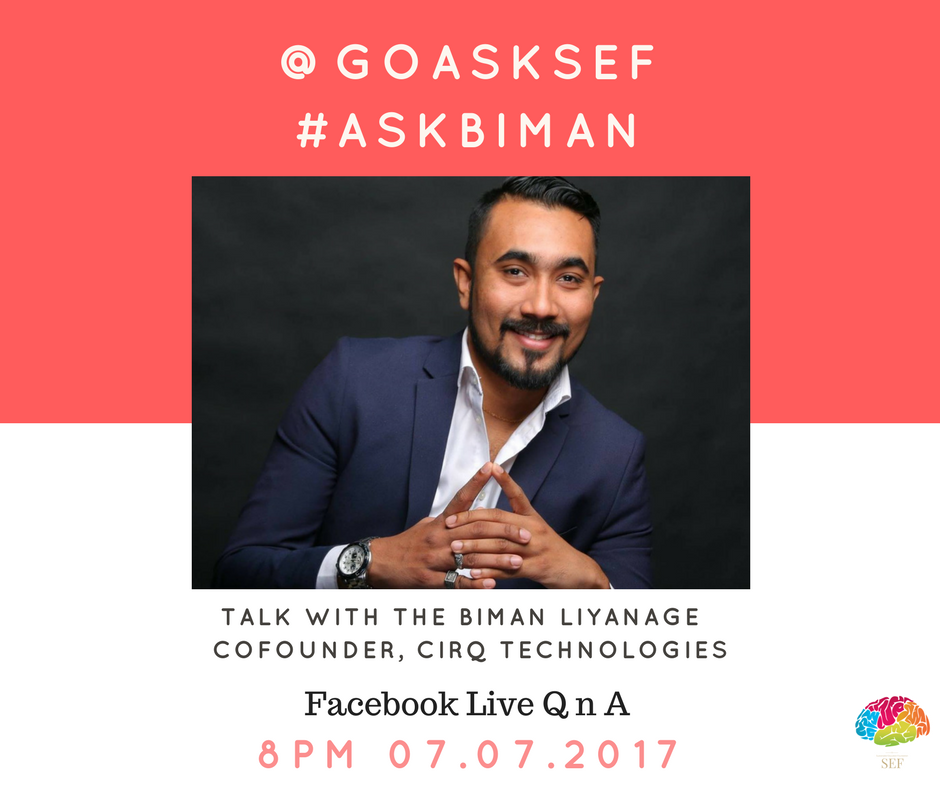 @GOASKSEF
#ASKBIMAN
TALK WITH THE BIMAN LIYANAGE
COFOUNDER, CIRQ TECHNOLOGIES
Facebook Live Q n A
8PM 07.07.2017
SEF